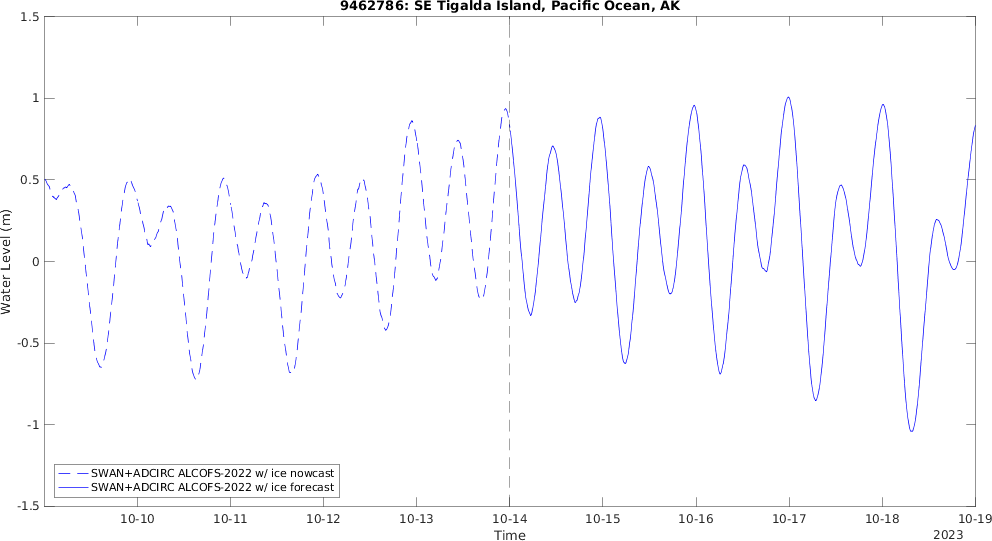 9462786: SE Tigalda Island, Pacific Ocean, AK
1.5
1
0.5
0
-0.5
-1
-1.5
Water Level (m)
SWAN+ADCIRC ALCOFS-2022 w/ ice nowcast
SWAN+ADCIRC ALCOFS-2022 w/ ice forecast
10-10 10-11 10-12 10-13 10-14 10-15 10-16 10-17 10-18 10-19
Time
2023